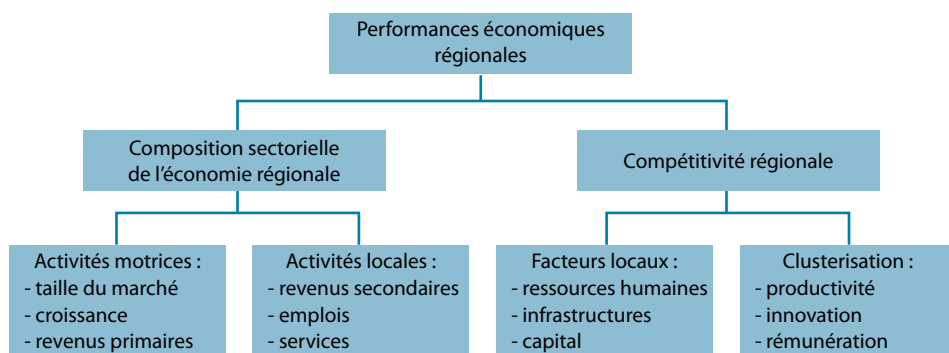 Performances économiques
régionales
Composition sectorielle
de l’économie régionale
Compétitivité régionale
Activités motrices :
- taille du marché
- croissance
- revenus primaires
Activités locales :
- revenus secondaires
- emplois
- services
Facteurs locaux :
- ressources humaines
- infrastructures
- capital
Clusterisation :
- productivité
- innovation
- rémunération